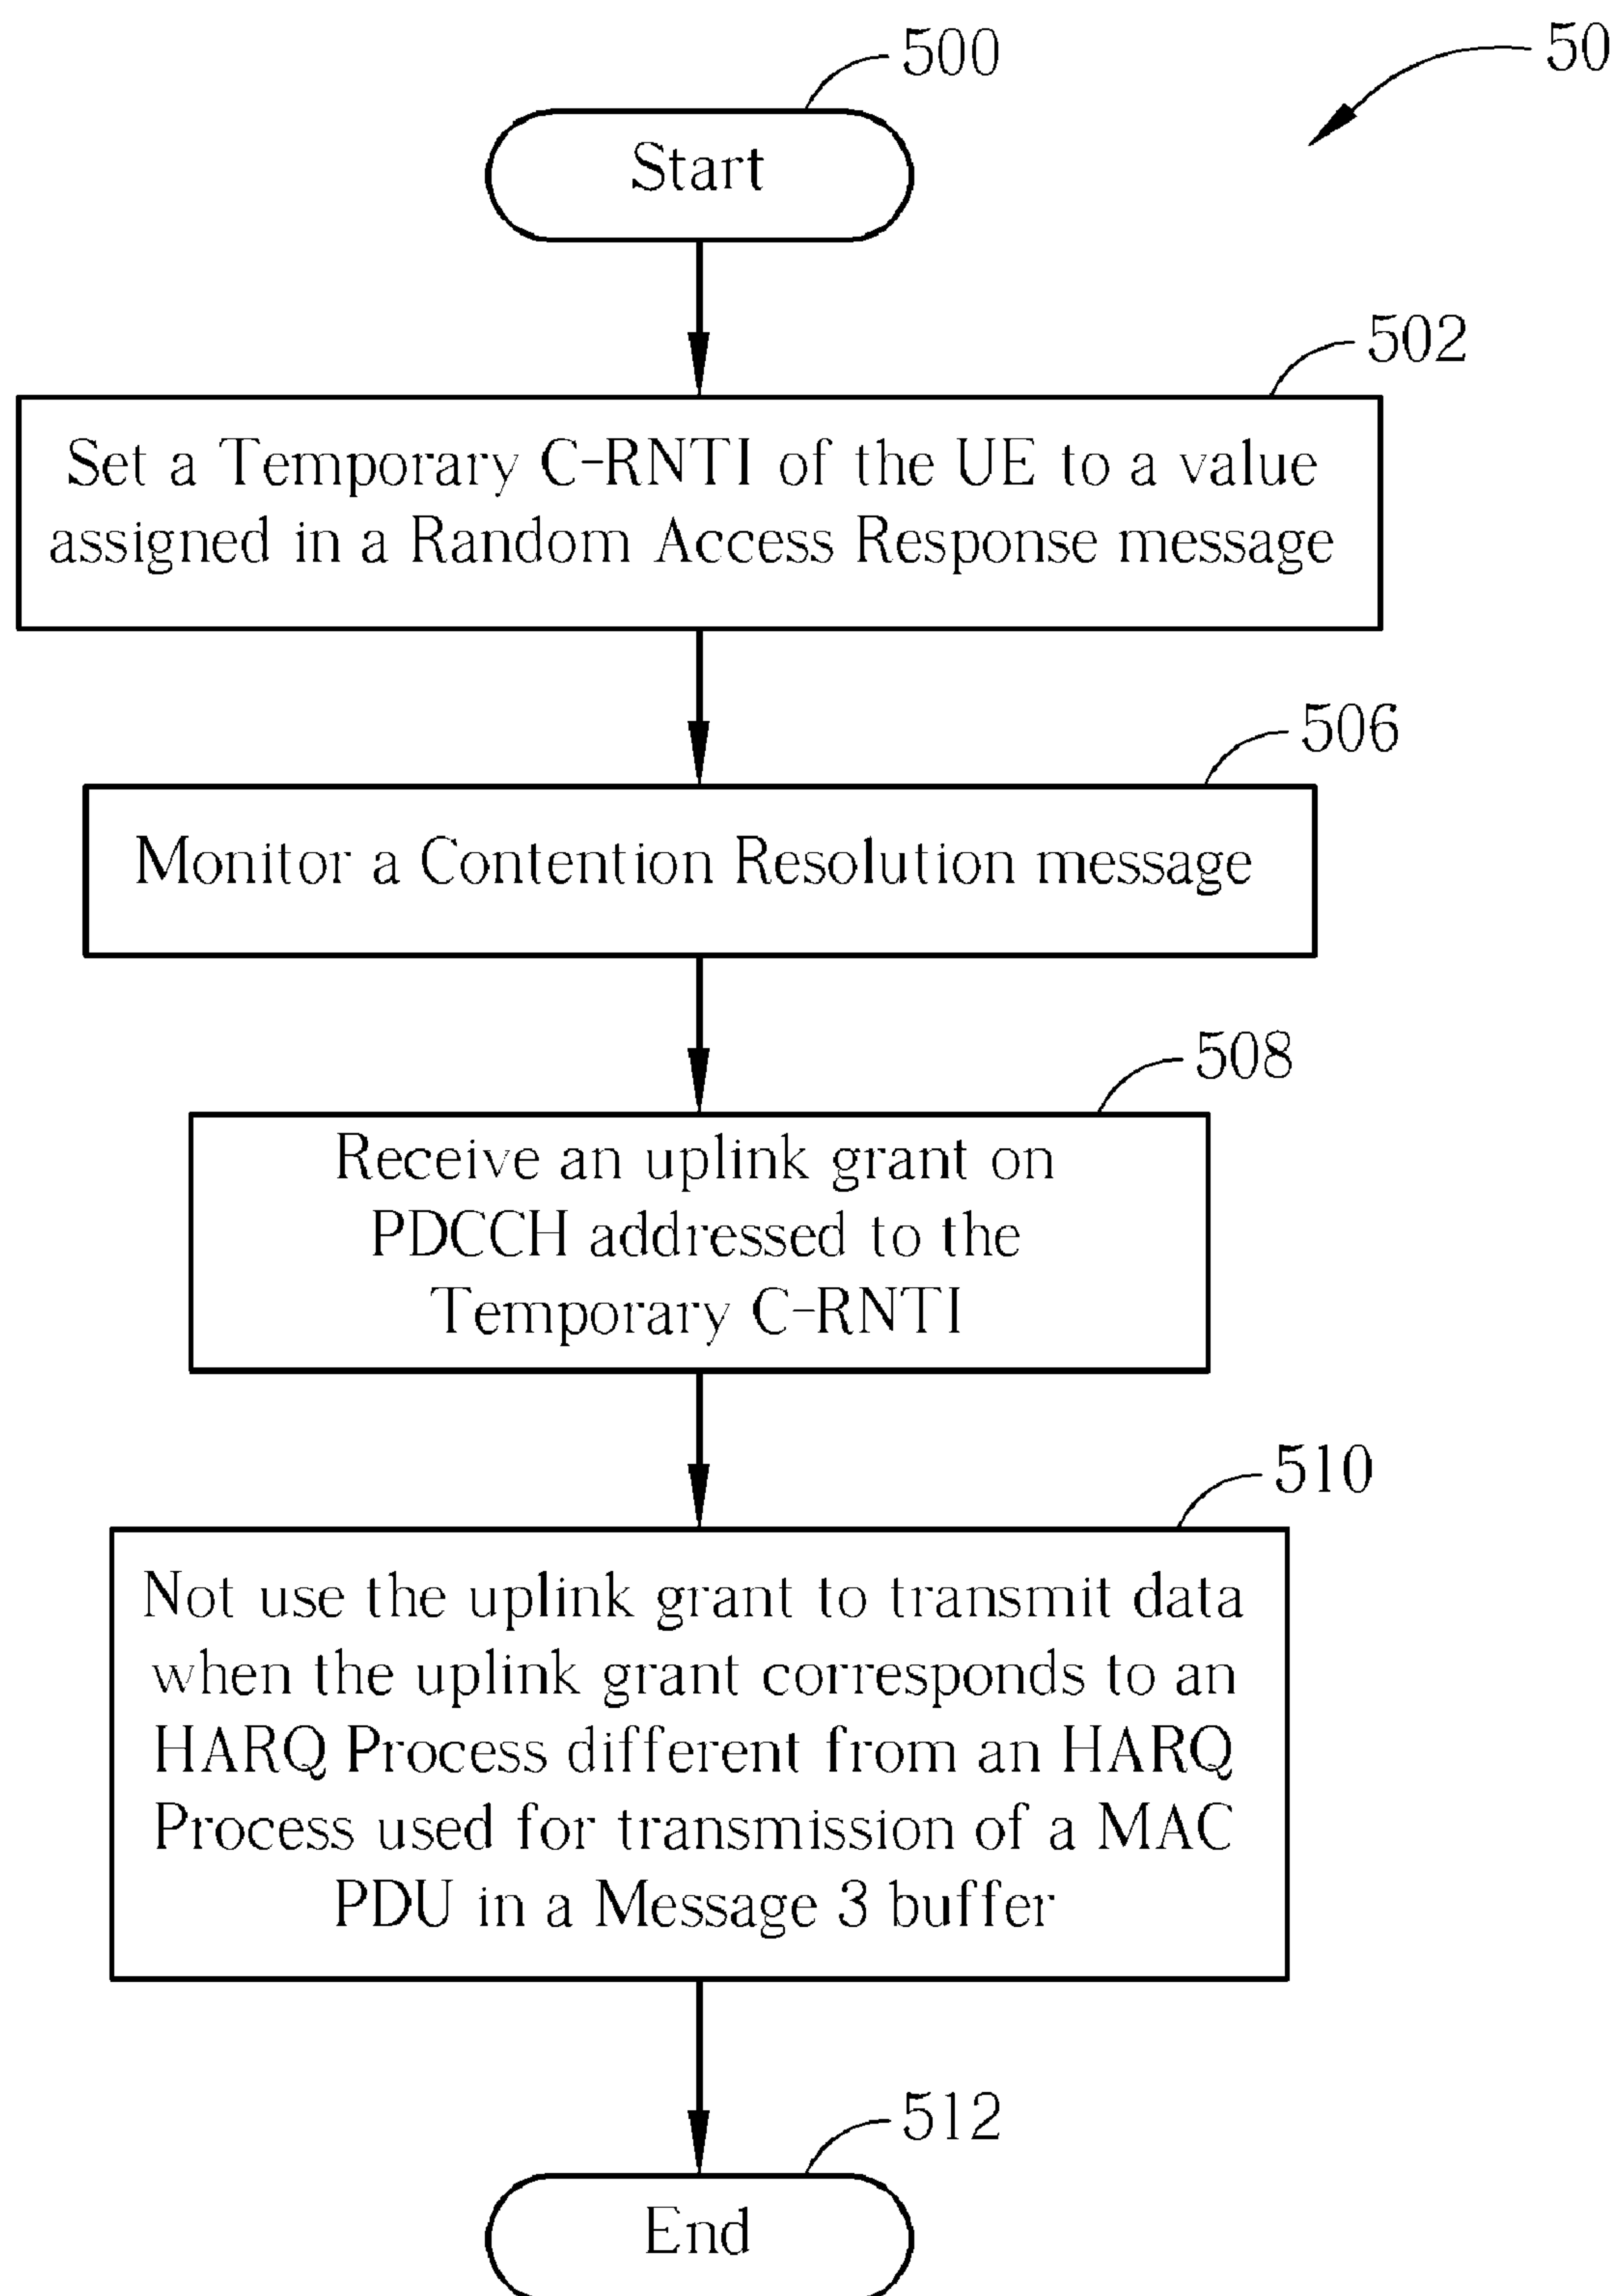 500
50
Start
502
Set a Temporary C-RNTI of the UE to a value
assigned in a Random Access Response message
506
Monitor a Contention Resolution message
508
Receive an uplink grant on
PDCCH addressed to the
Temporary C-RNTI
510
Not use the uplink grant to transmit data
when the uplink grant corresponds to an
HARQ Process different from an HARQ
Process used for transmission of a MAC
PDU in a Message 3 buffer
512
End